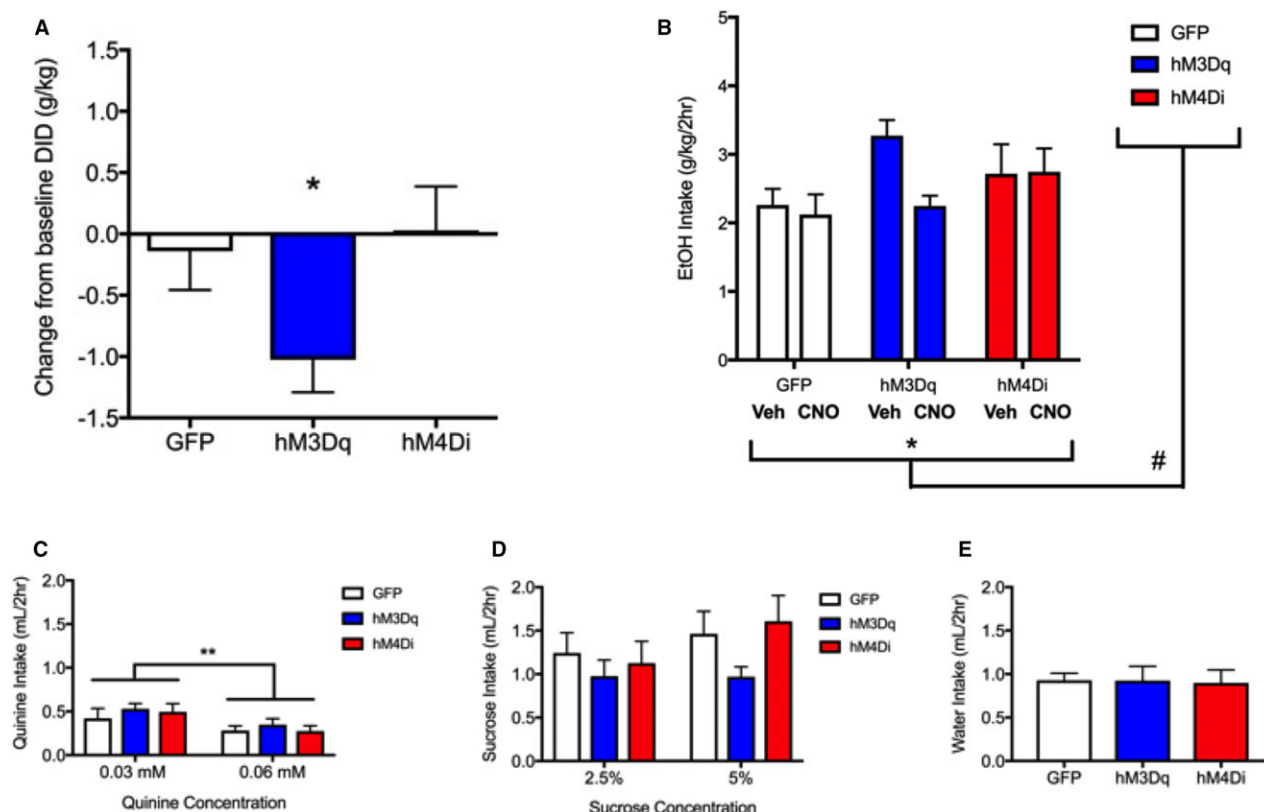 A
Change from baseline DID (g/kg)
1.5
1.0
0.5
0.0
-0.5
-1.0
-1.5
*
GFP hM3Dq hM4Di
B
EtOH Intake (g/kg/2hr)
5
4
3
2
1
0
GFP
hM3Dq
hM4Di
GFP hM3Dq hM4Di
Veh CNO Veh CNO Veh CNO
*
#
C
Quinine Intake (mL/2hr)
2.0
1.5
1.0
0.5
0.0
**
GFP
hM3Dq
hM4Di
0.03 mM 0.06 mM
Quinine Concentration
D
Sucrose Intake (mL/2hr)
2.0
1.5
1.0
0.5
0.0
GFP
hM3Dq
hM4Di
2.5% 5%
Sucrose Concentration
E
Water Intake (mL/2hr)
2.0
1.5
1.0
0.5
0.0
GFP hM3Dq hM4Di